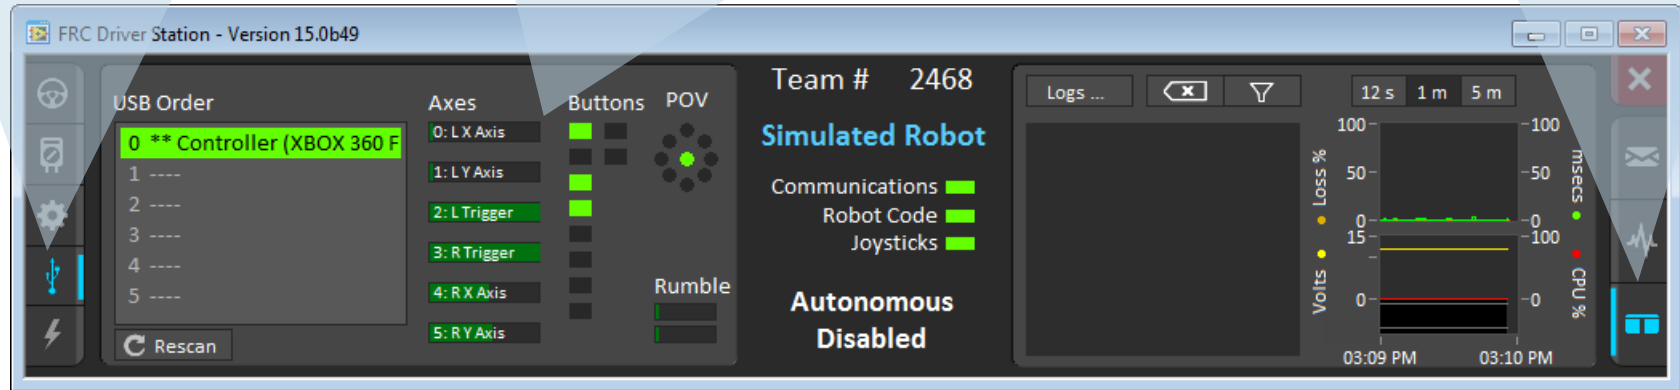 FRC Driver Station - Version 15.0b49
USB Order
0 ** Controller (XBOX 360 F
1 ----
2 ----
3 ----
4 ----
5 ----
Rescan
Axes
0: L X Axis
1: L Y Axis
2: L Trigger
3: R Trigger
4: R X Axis
5: R Y Axis
Buttons
POV
Rumble
Team # 2468
Simulated Robot
Communications
Robot Code
Joysticks
Autonomous
Disabled
Logs ...
12 s 1 m 5 m
Loss %
100
50
0
100
50
0
msecs
Volts
15
0
100
0
CPU %
03:09 PM 03:10 PM